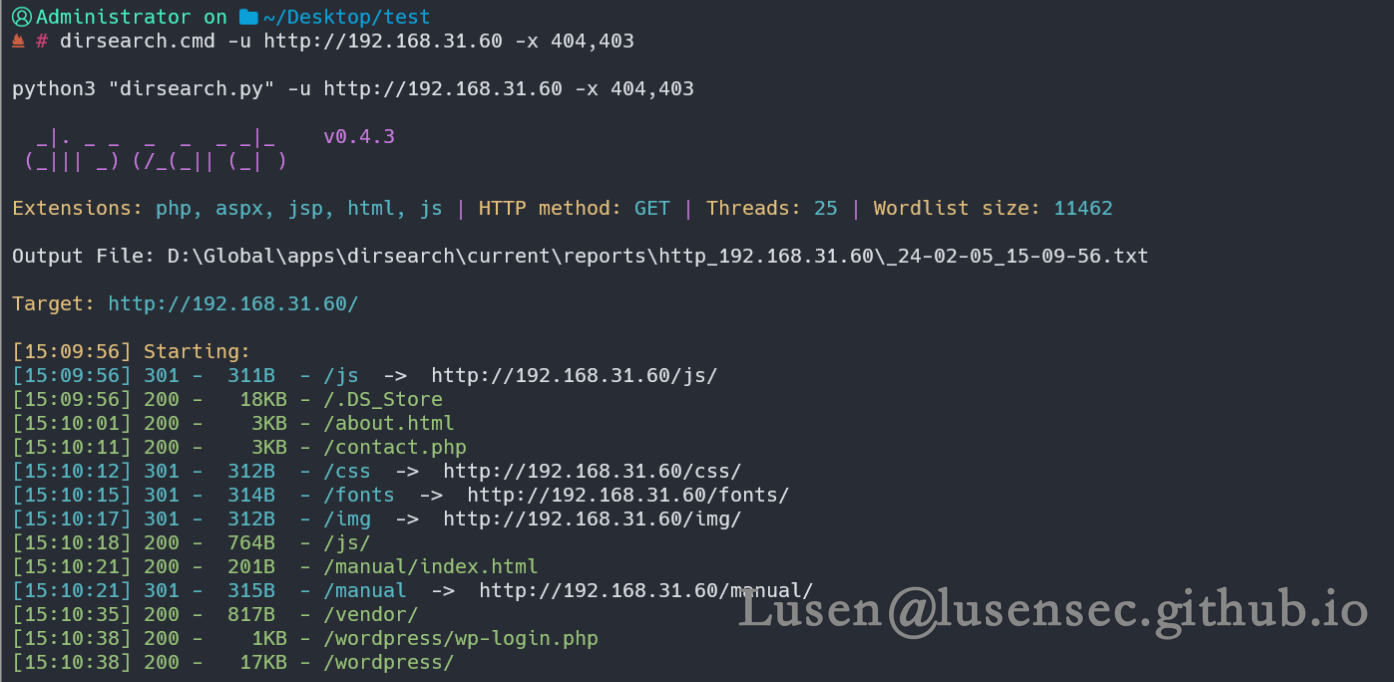 Administrator on ~/Desktop/test
# dirsearch.cmd -u http://192.168.31.60 -x 404,403
python3 "dirsearch.py" -u http://192.168.31.60 -x 404,403
_|. _ _  _  _  _ _|_    v0.4.3
(_||| _) (/_(_|| (_| )
Extensions: php, aspx, jsp, html, js | HTTP method: GET | Threads: 25 | Wordlist size: 11462
Output File: D:\Global\apps\dirsearch\current\reports\http_192.168.31.60\_24-02-05_15-09-56.txt
Target: http://192.168.31.60/
[15:09:56] Starting:
[15:09:56] 301 -  311B  - /js  ->  http://192.168.31.60/js/
[15:09:56] 200 -   18KB - /.DS_Store
[15:10:01] 200 -    3KB - /about.html
[15:10:11] 200 -    3KB - /contact.php
[15:10:12] 301 -  312B  - /css  ->  http://192.168.31.60/css/
[15:10:15] 301 -  314B  - /fonts  ->  http://192.168.31.60/fonts/
[15:10:17] 301 -  312B  - /img  ->  http://192.168.31.60/img/
[15:10:18] 200 -  764B  - /js/
[15:10:21] 200 -  201B  - /manual/index.html
[15:10:21] 301 -  315B  - /manual  ->  http://192.168.31.60/manual/
[15:10:35] 200 -  817B  - /vendor/
[15:10:38] 200 -    1KB - /wordpress/wp-login.php
[15:10:38] 200 -   17KB - /wordpress/
Lusen@lusensec.github.io